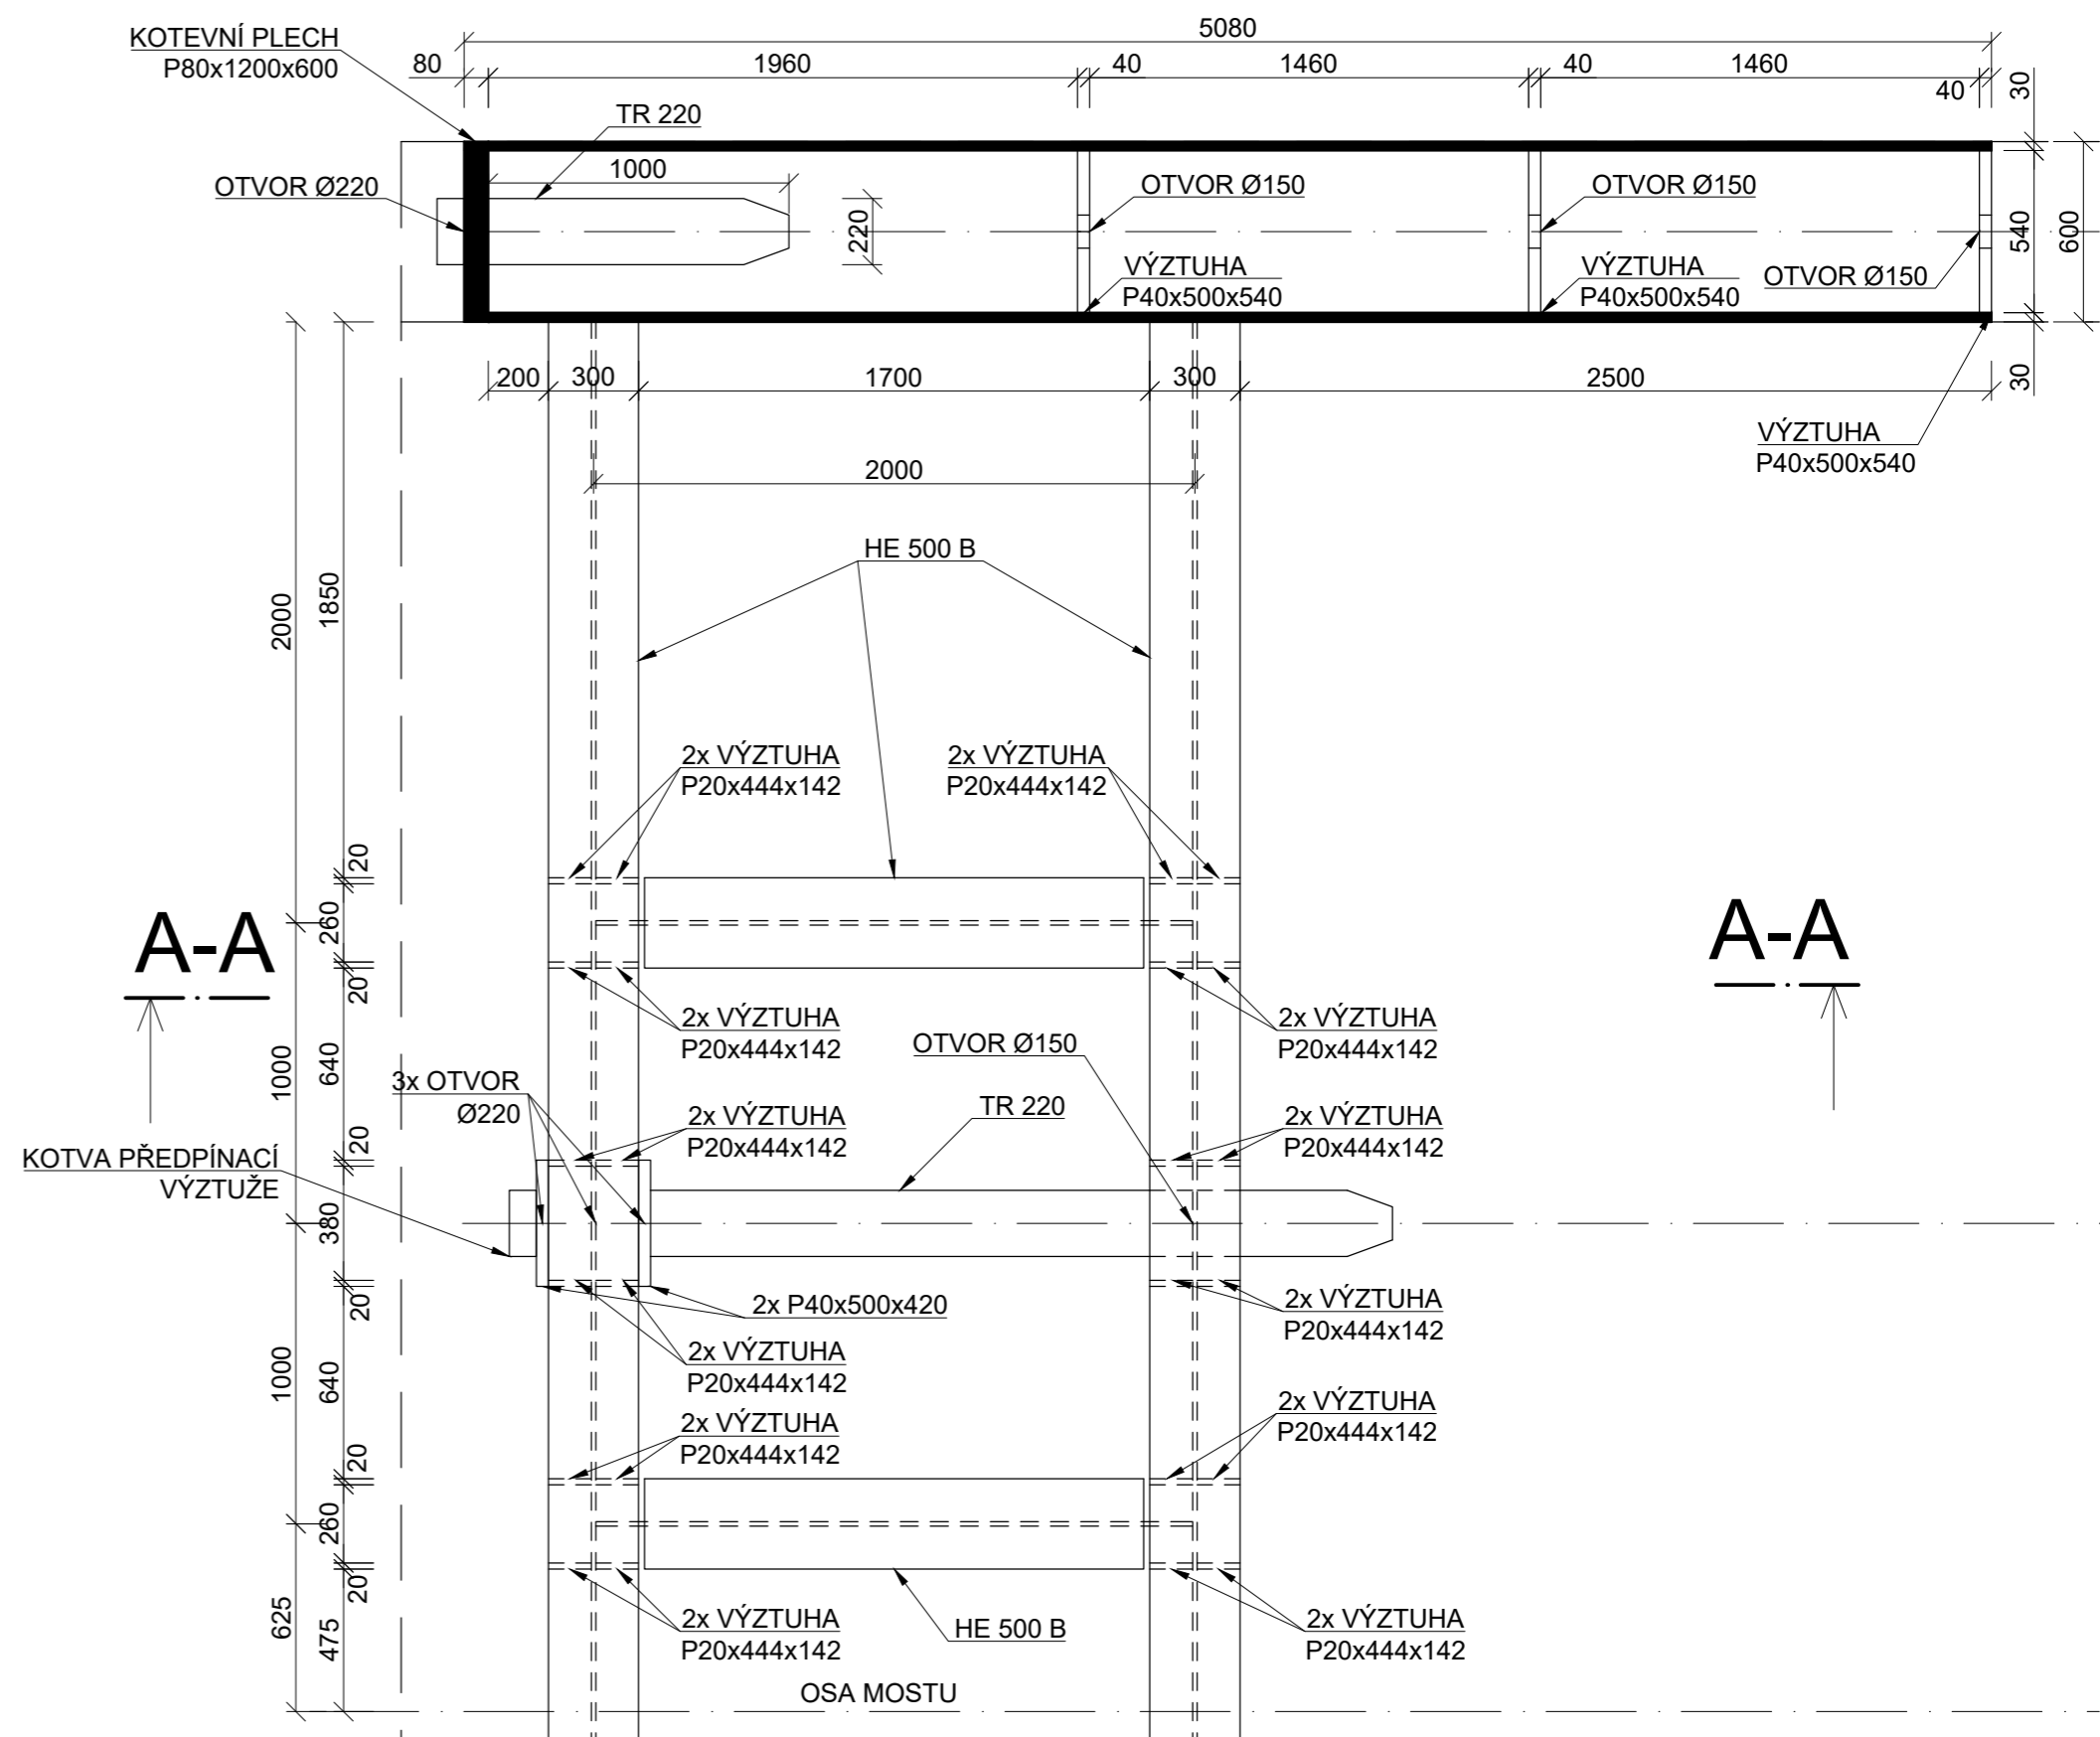 5080
KOTEVNÍ PLECH
P80x1200x600
80
1960
40
1460
40
1460
40
30
TR 220
1000
OTVOR Ø220
OTVOR Ø150
OTVOR Ø150
220
540
600
VÝZTUHA
P40x500x540
VÝZTUHA
P40x500x540
OTVOR Ø150
200
300
1700
300
2500
30
VÝZTUHA
P40x500x540
2000
HE 500 B
2000
1850
2x VÝZTUHA
P20x444x142
2x VÝZTUHA
P20x444x142
20
260
20
A-A
A-A
2x VÝZTUHA
P20x444x142
OTVOR Ø150
2x VÝZTUHA
P20x444x142
1000
640
3x OTVOR
Ø220
2x VÝZTUHA
P20x444x142
TR 220
2x VÝZTUHA
P20x444x142
20
KOTVA PŘEDPÍNACÍ
VÝZTUŽE
380
20
2x P40x500x420
2x VÝZTUHA
P20x444x142
2x VÝZTUHA
P20x444x142
1000
640
2x VÝZTUHA
P20x444x142
2x VÝZTUHA
P20x444x142
20
260
20
625
475
2x VÝZTUHA
P20x444x142
HE 500 B
2x VÝZTUHA
P20x444x142
OSA MOSTU